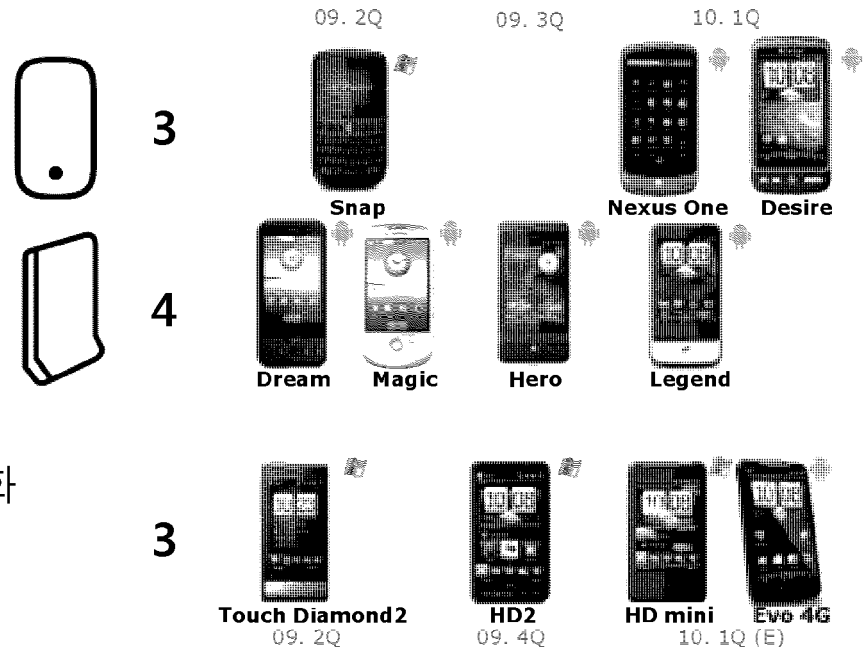 09. 2Q 09. 3Q 10. 1Q
3
Snap Nexus One Desire
4
Dream Magic Hero Legend
3
Touch Diamond2 HD2 HD mini Evo 4G
09. 2Q 09. 4Q 10. 1Q (E)